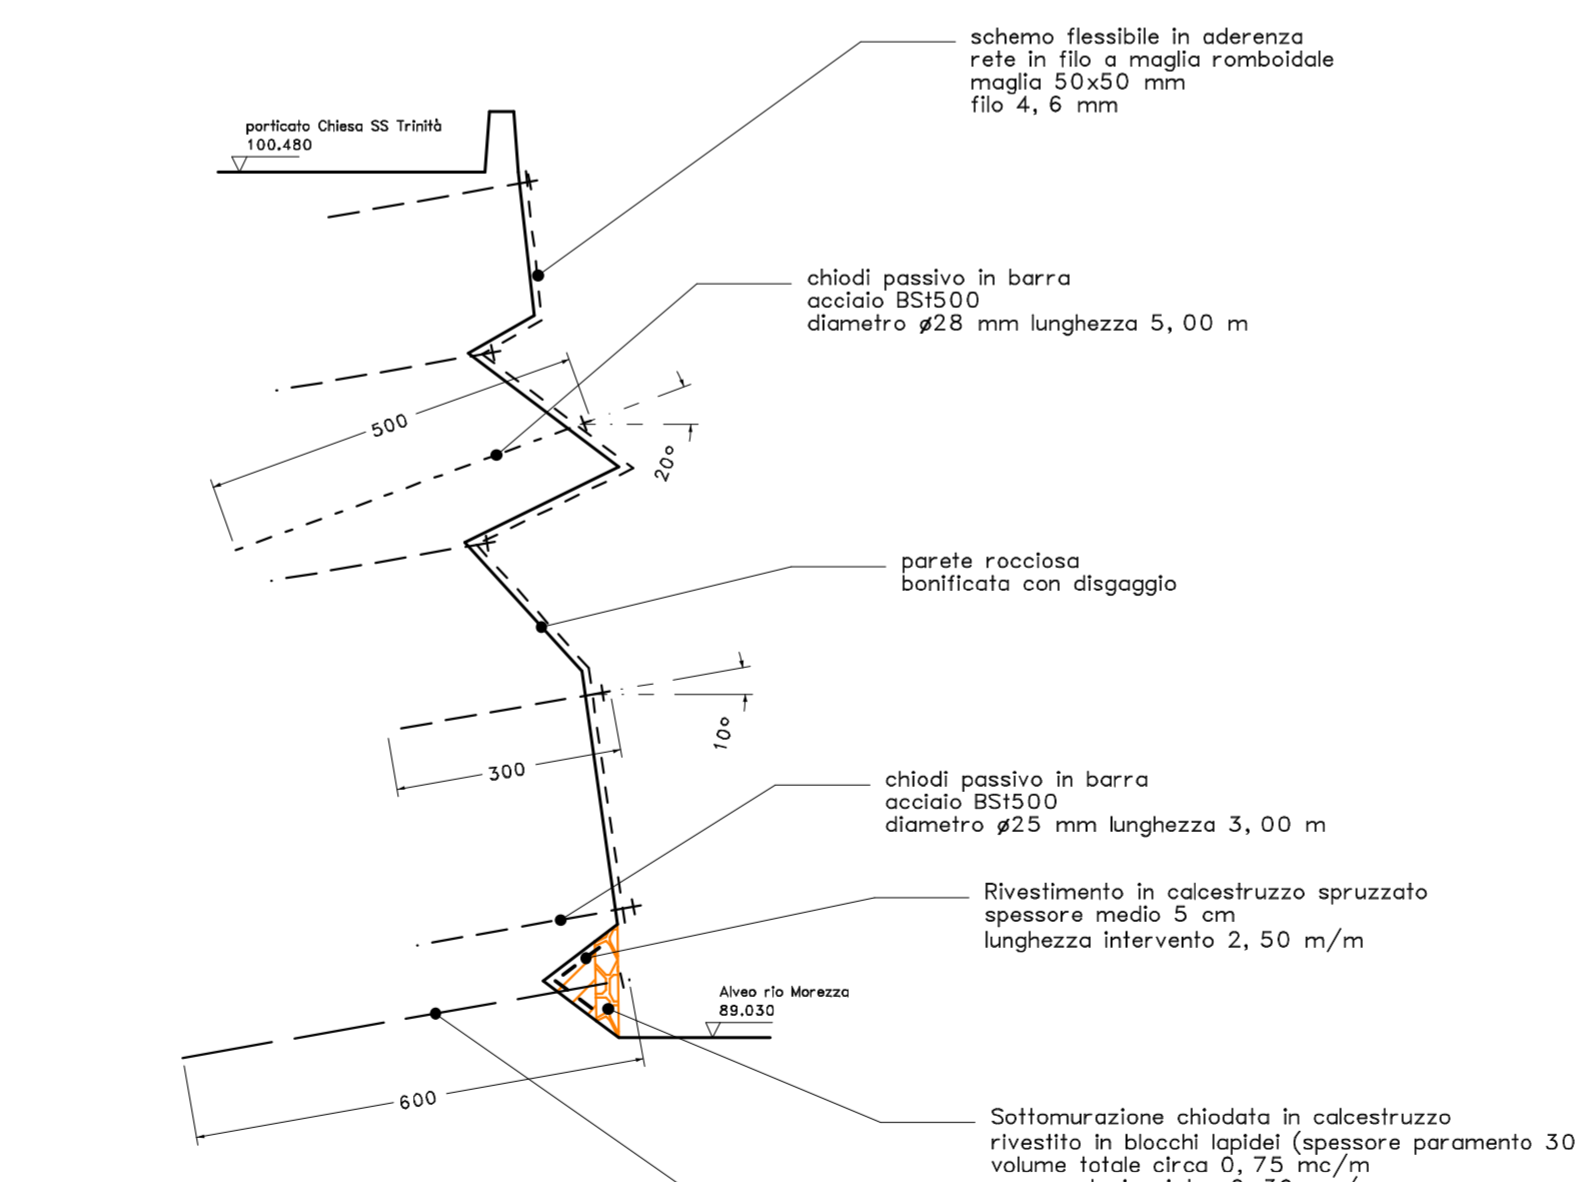 schemo flessibile in aderenza
rete in filo a maglia romboidale
maglia 50x50 mm
filo 4, 6 mm
porticato Chiesa SS Trinità
100.480
chiodi passivo in barra
acciaio BSt500
diametro ø28 mm lunghezza 5, 00 m
500
20°
parete rocciosa
bonificata con disgaggio
10°
300
chiodi passivo in barra
acciaio BSt500
diametro ø25 mm lunghezza 3, 00 m
Rivestimento in calcestruzzo spruzzato
spessore medio 5 cm
lunghezza intervento 2, 50 m/m
Alveo rio Morezza
89.030
600
Sottomurazione chiodata in calcestruzzo
rivestito in blocchi lapidei (spessore paramento 30
volume totale circa 0, 75 mc/m